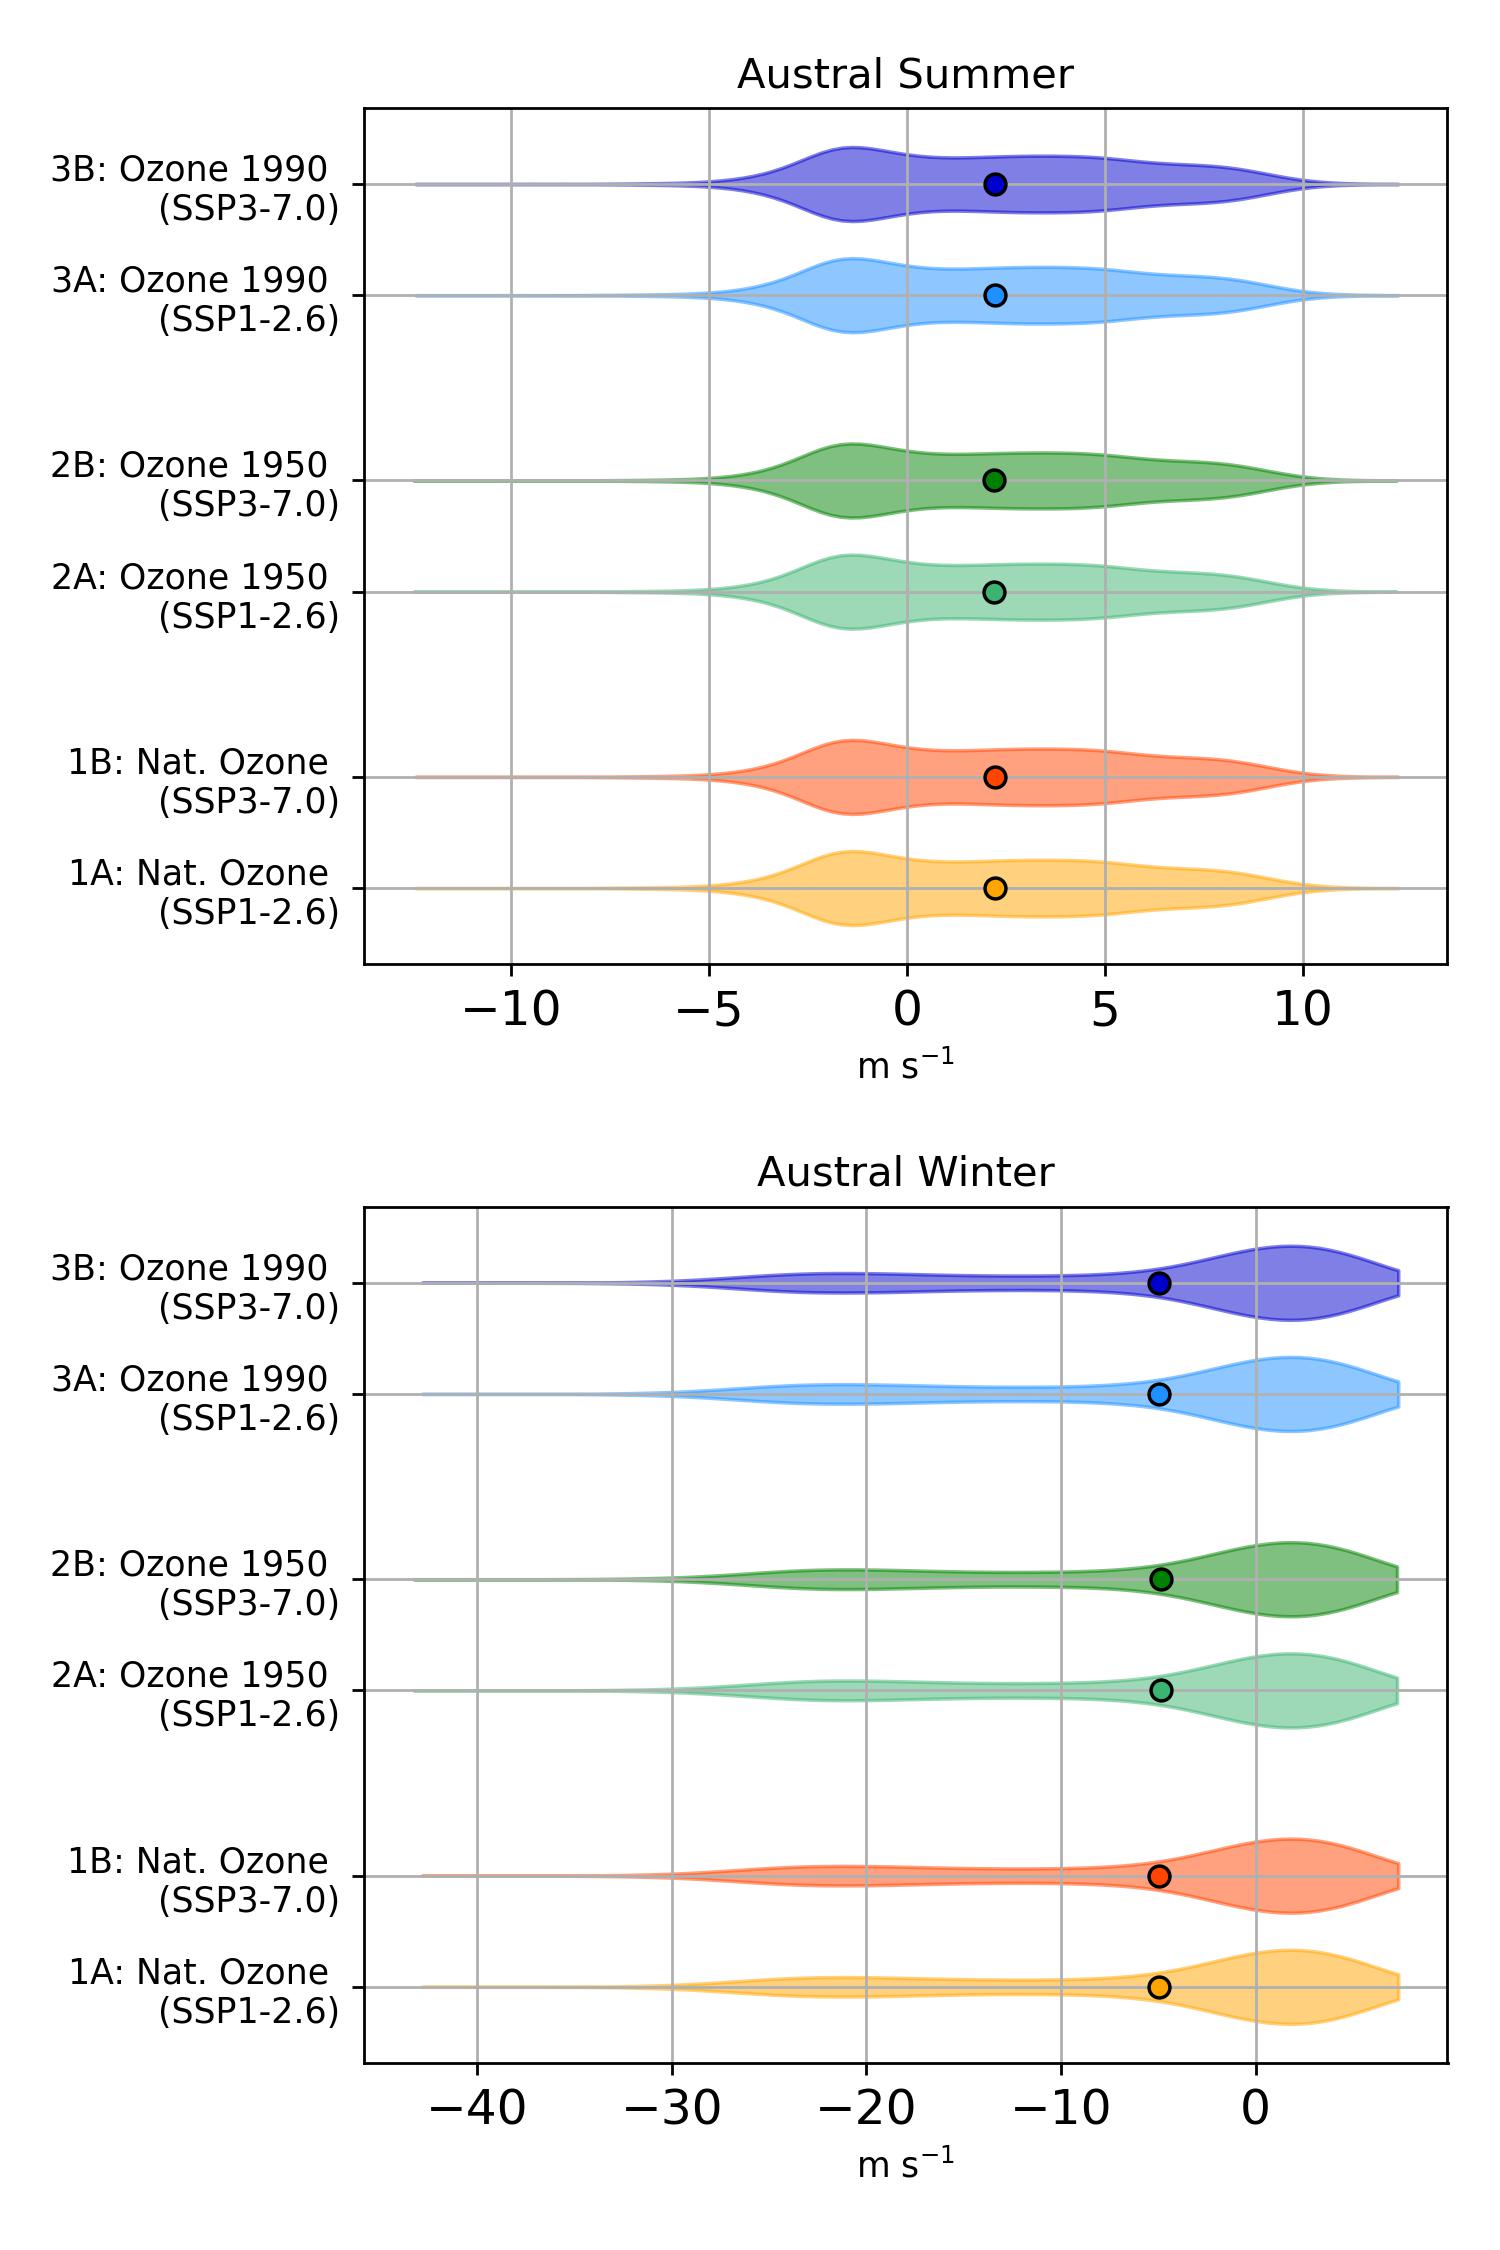 Austral Summer
3B: Ozone 1990
(SSP3-7.0)
3A: Ozone 1990
(SSP1-2.6)
2B: Ozone 1950
(SSP3-7.0)
2A: Ozone 1950
(SSP1-2.6)
1B: Nat. Ozone
(SSP3-7.0)
1A: Nat. Ozone
(SSP1-2.6)
−10 −5 0 5 10
m s⁻¹
Austral Winter
3B: Ozone 1990
(SSP3-7.0)
3A: Ozone 1990
(SSP1-2.6)
2B: Ozone 1950
(SSP3-7.0)
2A: Ozone 1950
(SSP1-2.6)
1B: Nat. Ozone
(SSP3-7.0)
1A: Nat. Ozone
(SSP1-2.6)
−40 −30 −20 −10 0
m s⁻¹